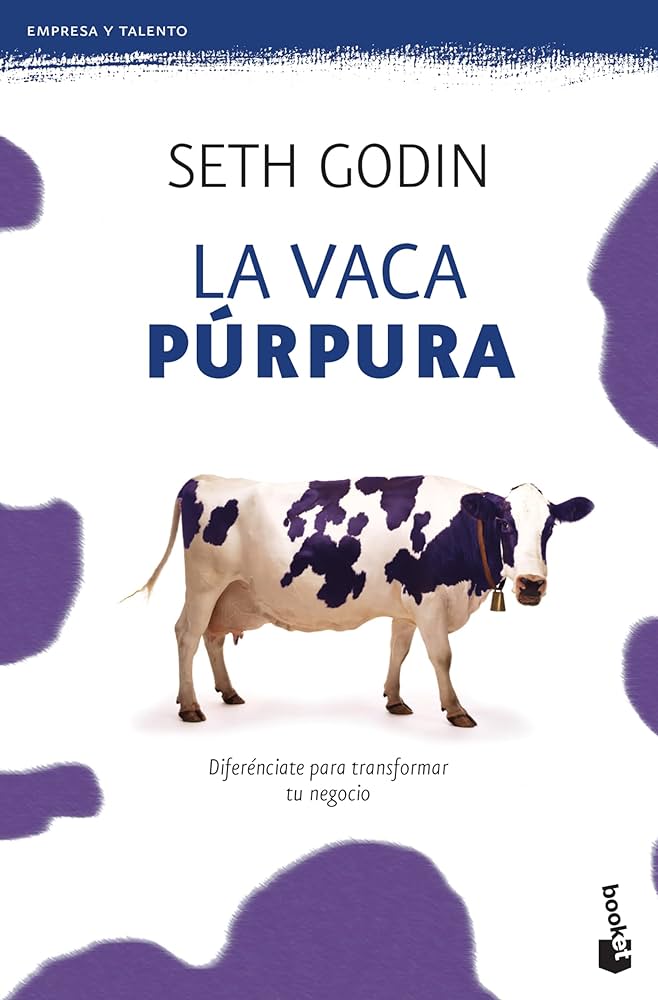 EMPRESA Y TALENTO
SETH GODIN
LA VACA
PÚRPURA
Diferénciate para transformar
tu negocio
booket